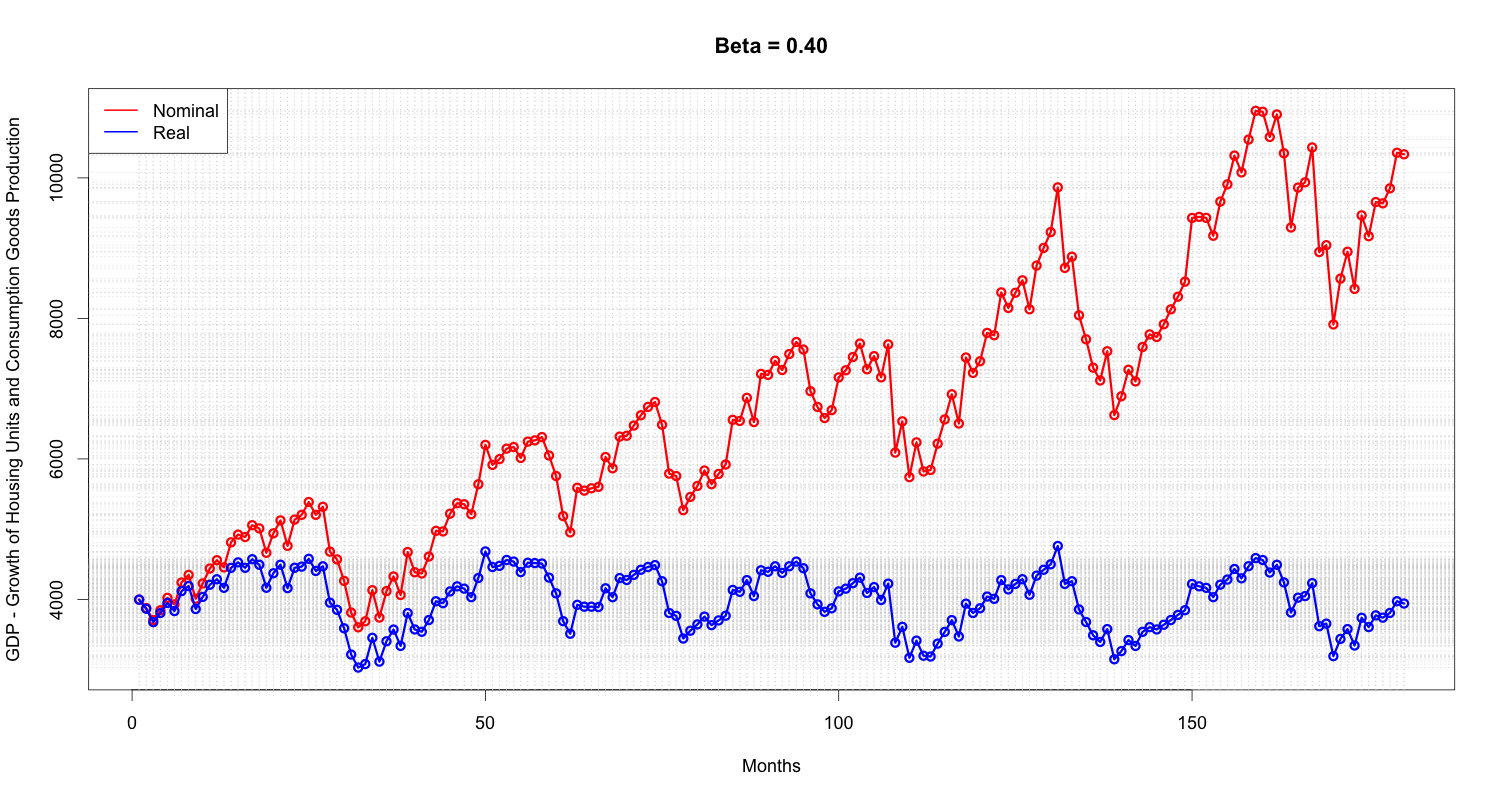 Beta = 0.40
Nominal
Real
GDP - Growth of Housing Units and Consumption Goods Production
10000
8000
6000
4000
0 50 100 150
Months